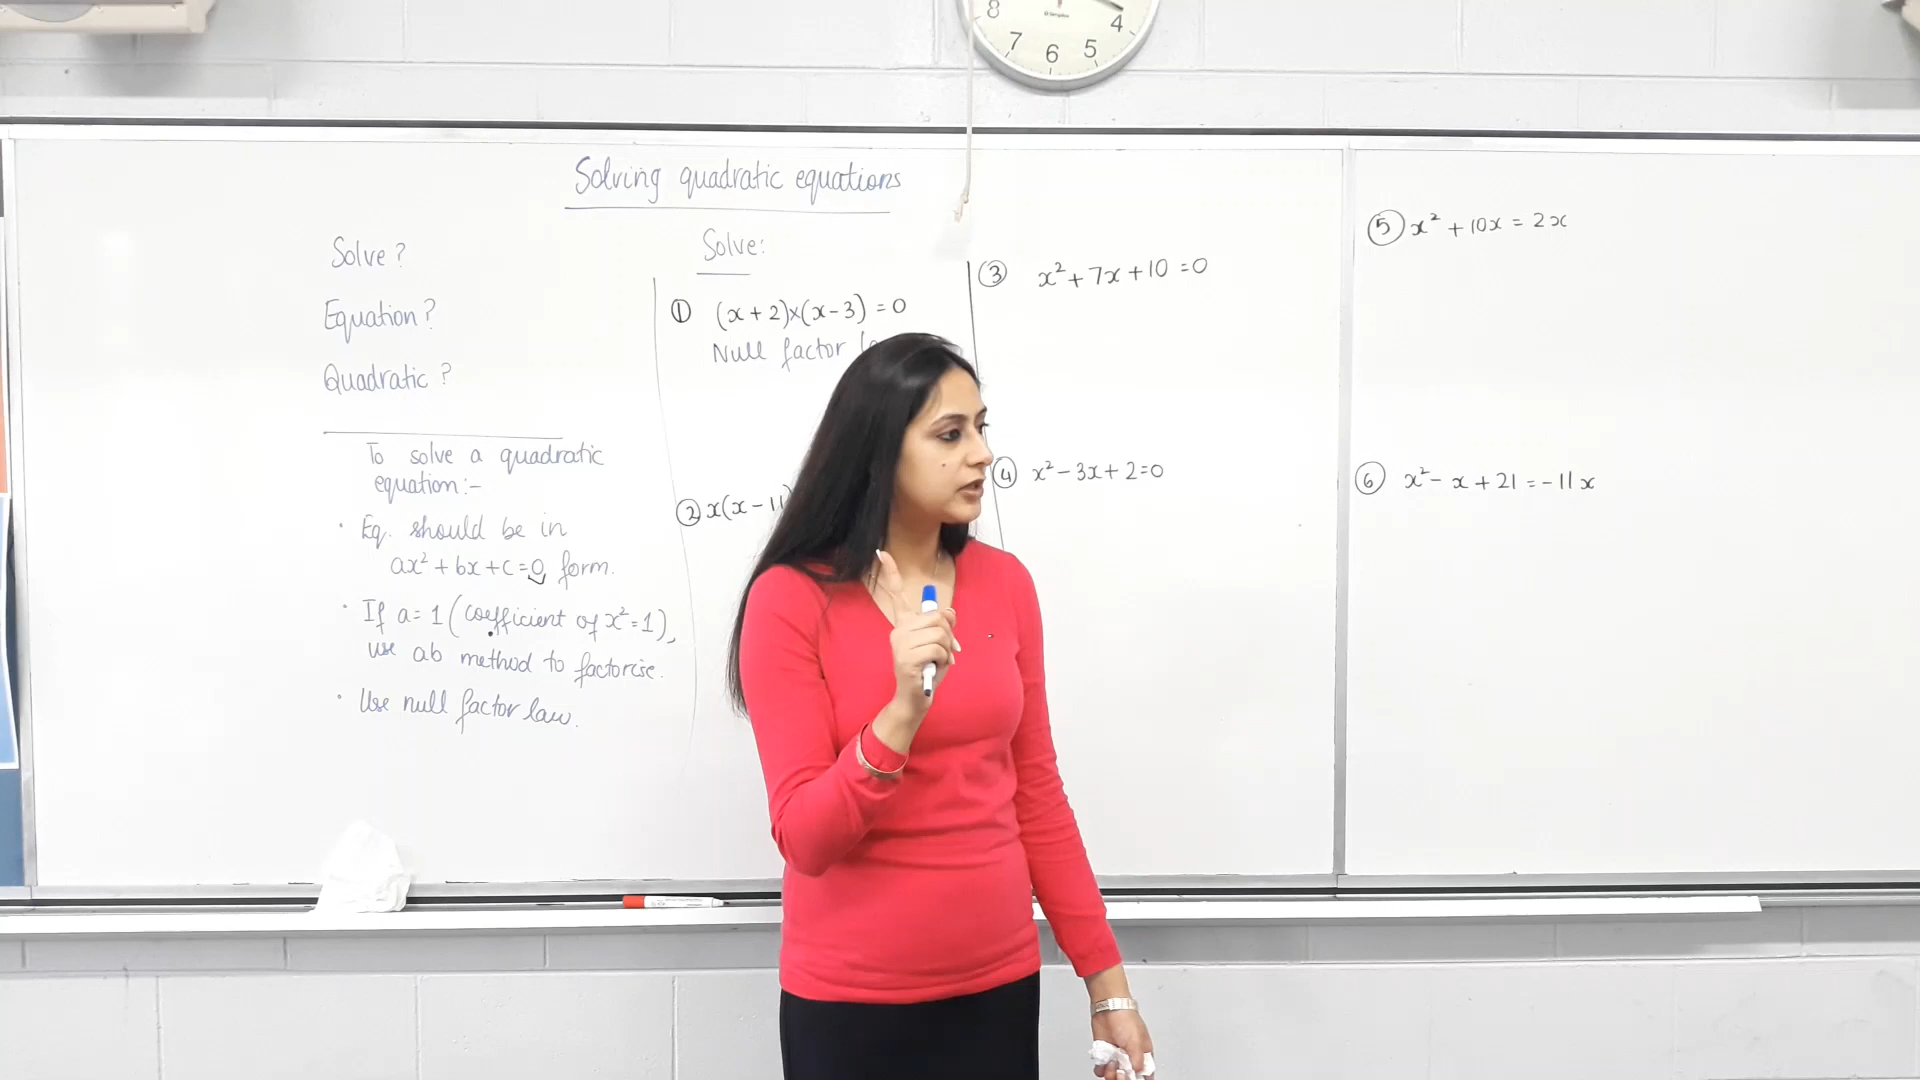 8 7 6 5 4
Solving quadratic equations
Solve?
Equation?
Quadratic?
To solve a quadratic
equation:-
· Eq. should be in
ax² + bx + c = 0 form.
· If a = 1 (coefficient of x² = 1),
use ab method to factorise.
· Use null factor law.
Solve:
① (x + 2)×(x - 3) = 0
Null factor
② x(x - 11)
③ x² + 7x + 10 = 0
④ x² - 3x + 2 = 0
⑤ x² + 10x = 2x
⑥ x² - x + 21 = -11x